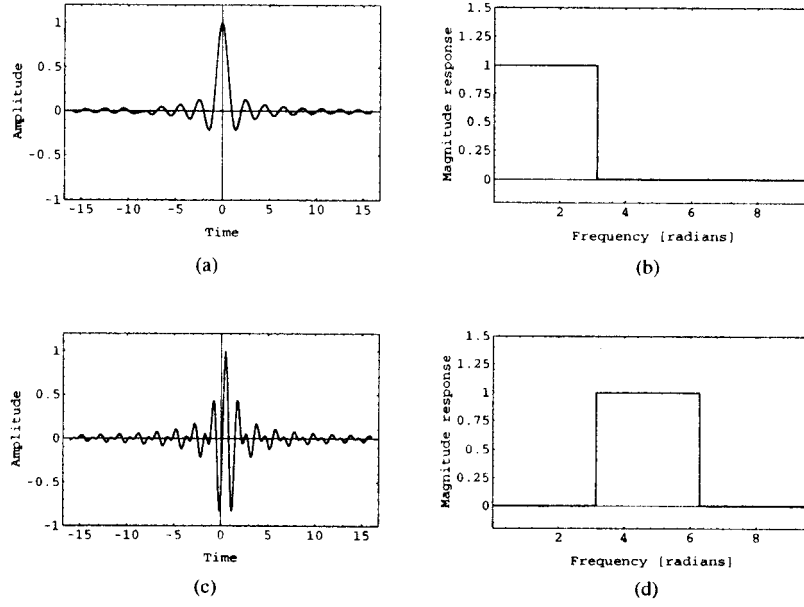 1
0.5
0
-0.5
-1
Amplitude
-15 -10 -5 0 5 10 15
Time
(a)
1.5
1.25
1
0.75
0.5
0.25
0
Magnitude response
2 4 6 8
Frequency [radians]
(b)
1
0.5
0
-0.5
-1
Amplitude
-15 -10 -5 0 5 10 15
Time
(c)
1.5
1.25
1
0.75
0.5
0.25
0
Magnitude response
2 4 6 8
Frequency [radians]
(d)